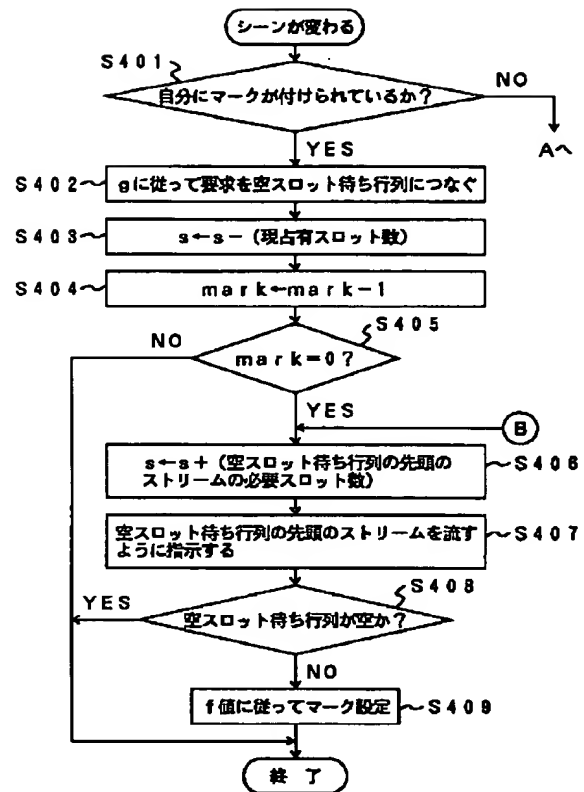 シーンが変わる
S401
自分にマークが付けられているか?
NO
Aへ
YES
S402
gに従って要求を空スロット待ち行列につなぐ
S403
s←s-(現占有スロット数)
S404
mark←mark-1
S405
NO
mark=0?
YES
B
s←s+(空スロット待ち行列の先頭の
ストリームの必要スロット数)
S406
空スロット待ち行列の先頭のストリームを流す
ように指示する
S407
S408
YES
空スロット待ち行列が空か?
NO
f値に従ってマーク設定
S409
終了